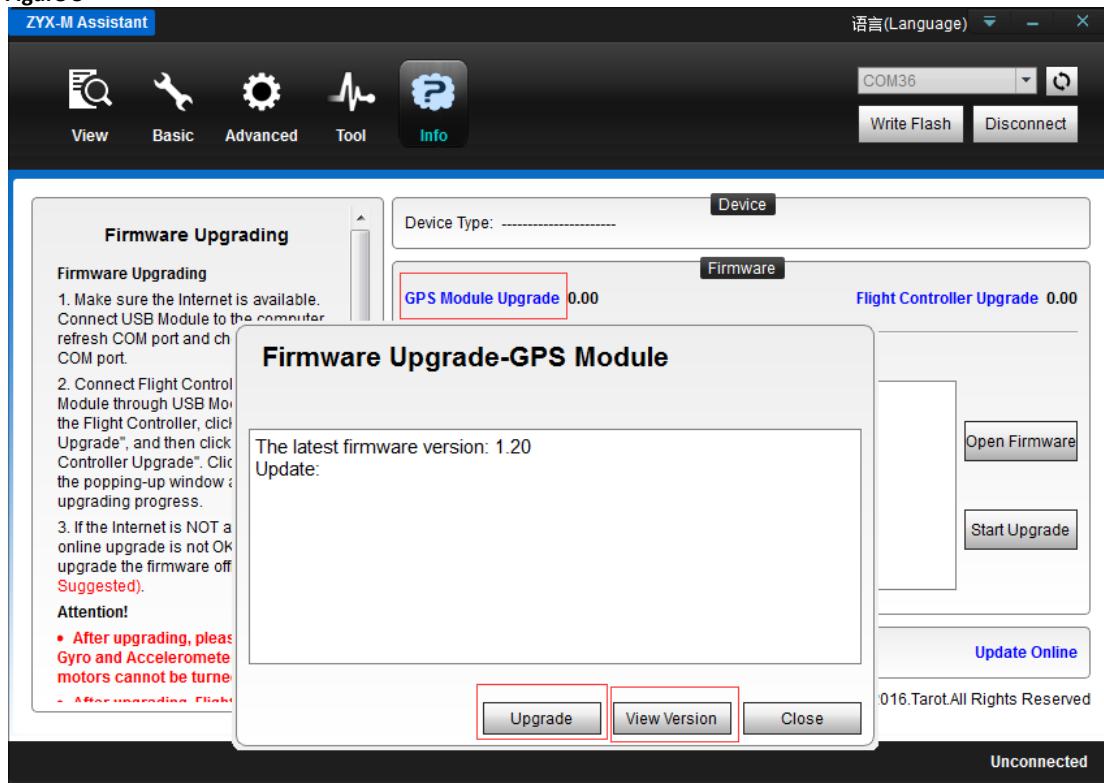 ZYX-M Assistant
语言(Language)
COM36
View
Basic
Advanced
Tool
Info
Write Flash
Disconnect
Firmware Upgrading
Firmware Upgrading
1. Make sure the Internet is available.
Connect USB Module to the computer
refresh COM port and ch
COM port.
2. Connect Flight Control
Module through USB Mo
the Flight Controller, click
Upgrade", and then click
Controller Upgrade". Clic
the popping-up window a
upgrading progress.
3. If the Internet is NOT a
online upgrade is not OK
upgrade the firmware off
Suggested).
Attention!
• After upgrading, pleas
Gyro and Acceleromete
motors cannot be turne
• After upgrading, Flight
Device
Device Type: ----------------------
Firmware
GPS Module Upgrade 0.00
Flight Controller Upgrade 0.00
Firmware Upgrade-GPS Module
The latest firmware version: 1.20
Update:
Upgrade
View Version
Close
Open Firmware
Start Upgrade
Update Online
016.Tarot.All Rights Reserved
Unconnected